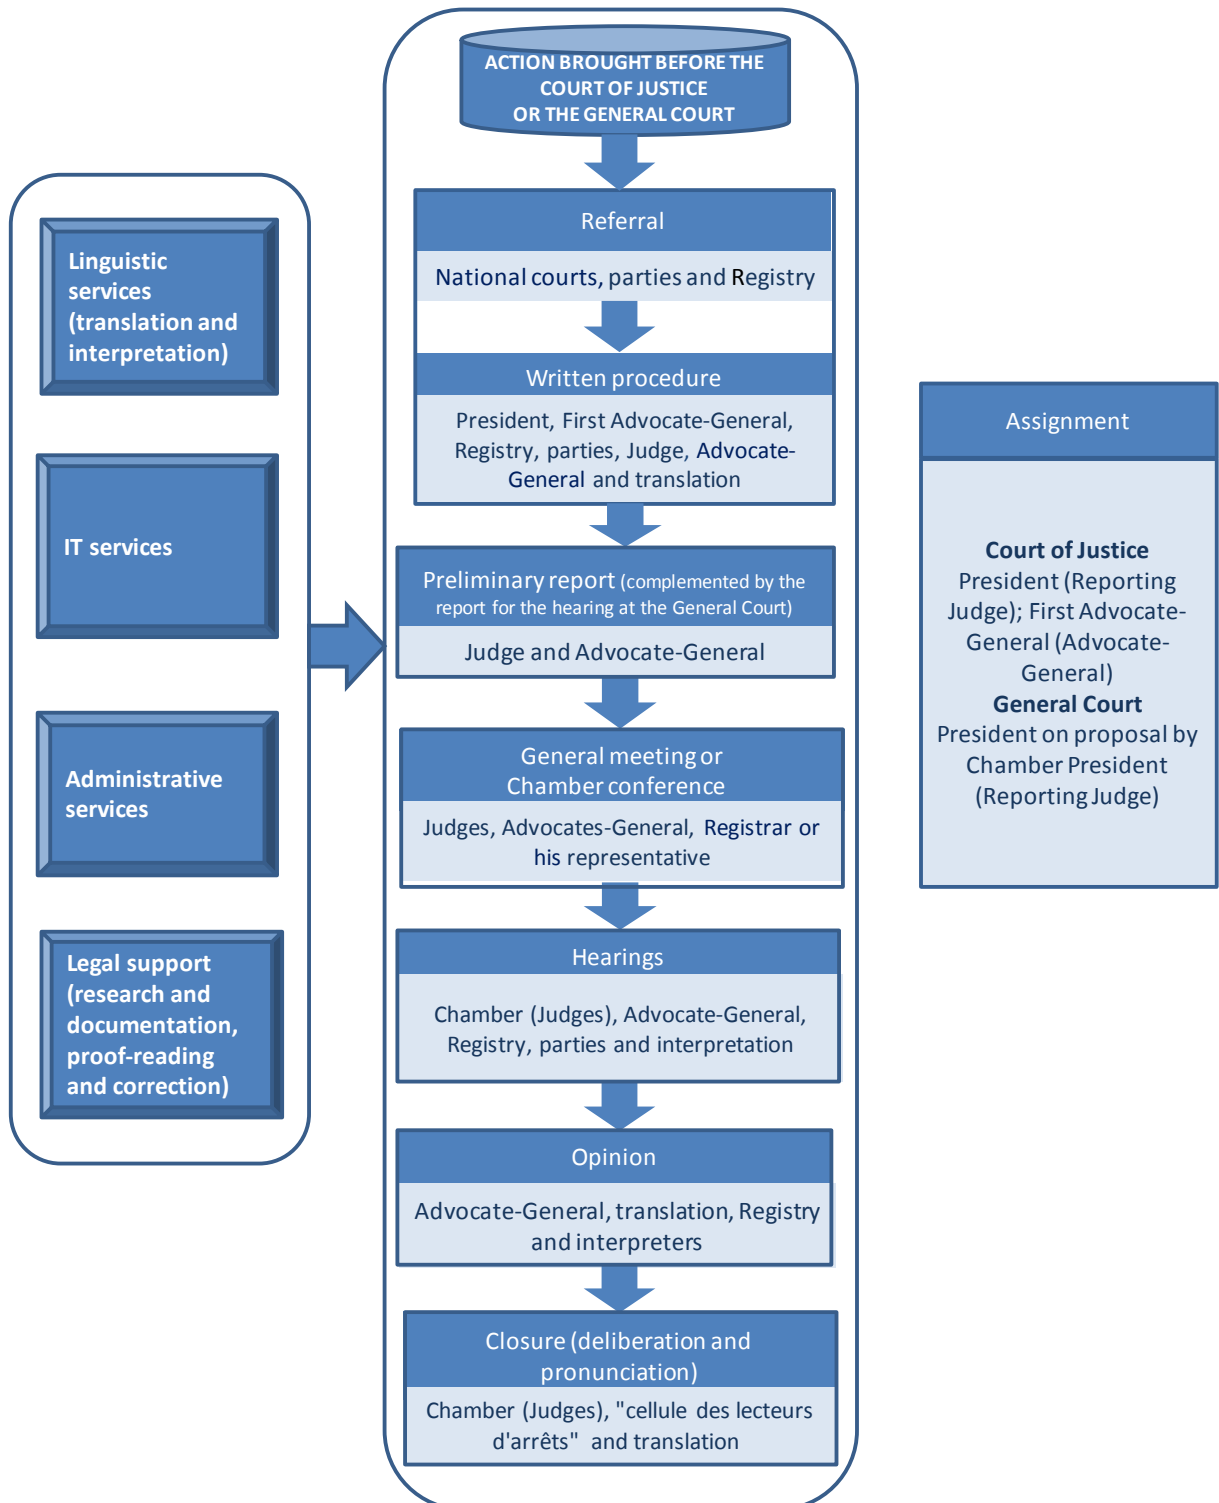 ACTION BROUGHT BEFORE THE
COURT OF JUSTICE
OR THE GENERAL COURT
Linguistic
services
(translation and
interpretation)
IT services
Administrative
services
Legal support
(research and
documentation,
proof-reading
and correction)
Referral
National courts, parties and Registry
Written procedure
President, First Advocate-General,
Registry, parties, Judge, Advocate-
General and translation
Preliminary report (complemented by the
report for the hearing at the General Court)
Judge and Advocate-General
General meeting or
Chamber conference
Judges, Advocates-General, Registrar or
his representative
Hearings
Chamber (Judges), Advocate-General,
Registry, parties and interpretation
Opinion
Advocate-General, translation, Registry
and interpreters
Closure (deliberation and
pronunciation)
Chamber (Judges), "cellule des lecteurs
d'arrêts" and translation
Assignment
Court of Justice
President (Reporting
Judge); First Advocate-
General (Advocate-
General)
General Court
President on proposal by
Chamber President
(Reporting Judge)